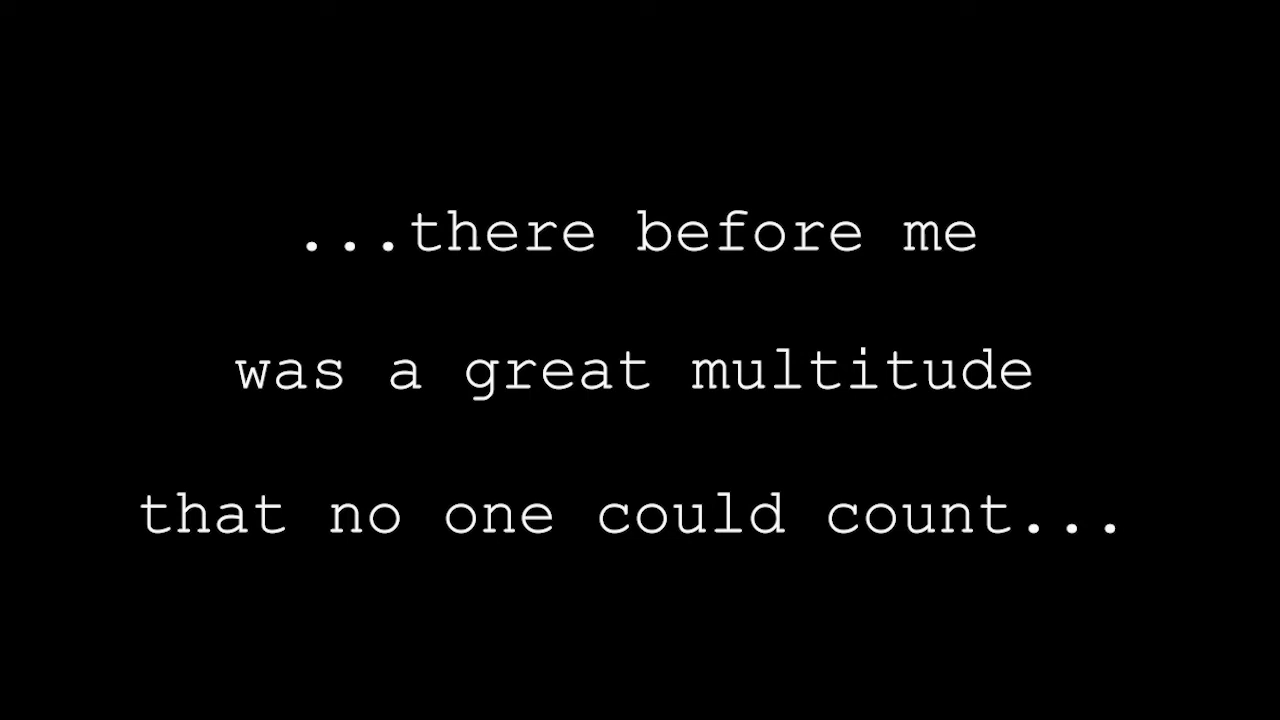 ...there before me
was a great multitude
that no one could count...